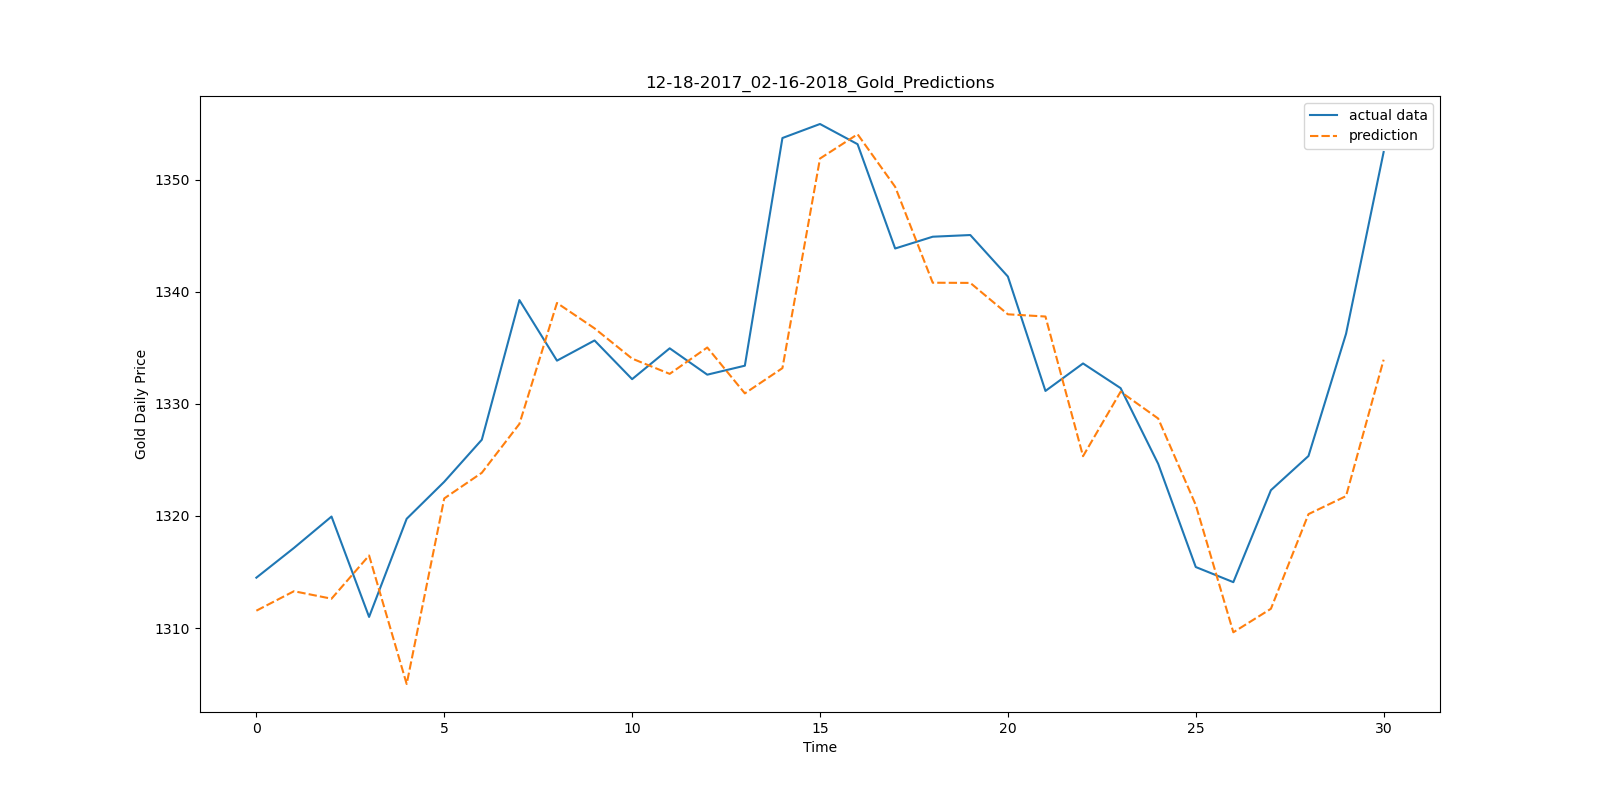 12-18-2017_02-16-2018_Gold_Predictions
actual data
prediction
Gold Daily Price
1350
1340
1330
1320
1310
0 5 10 15 20 25 30
Time